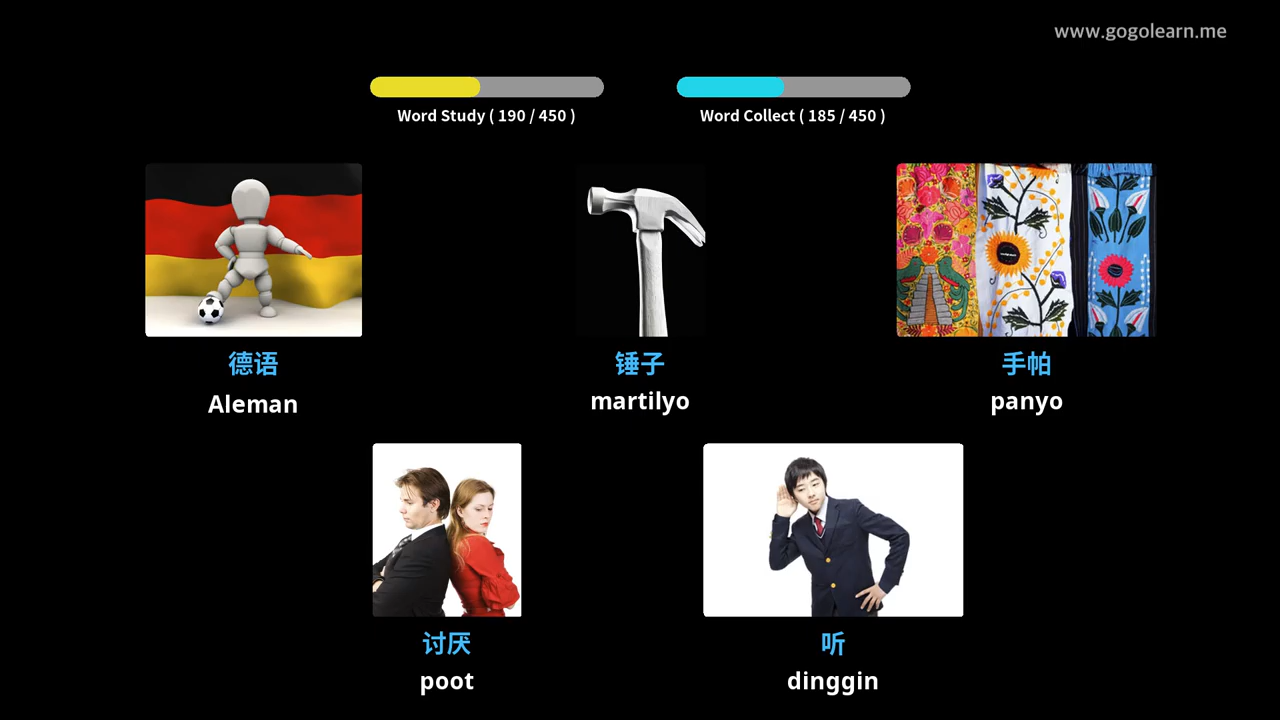 www.gogolearn.me
Word Study ( 190 / 450 )
Word Collect ( 185 / 450 )
德语
Aleman
锤子
martilyo
手帕
panyo
讨厌
poot
听
dinggin